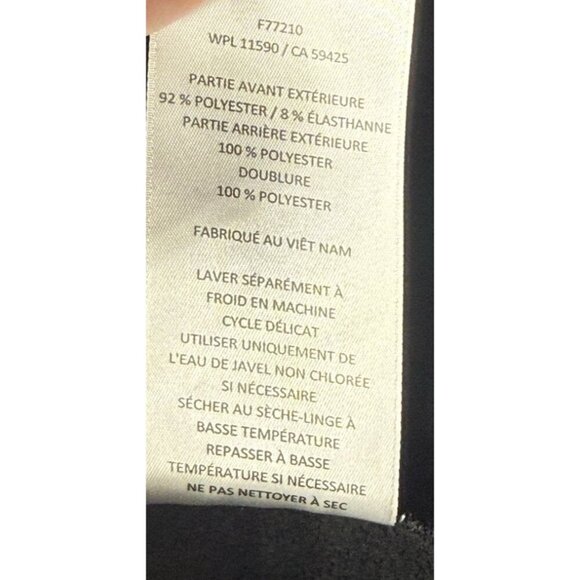 F77210
WPL 11590 / CA 59425
PARTIE AVANT EXTÉRIEURE
92 % POLYESTER / 8 % ÉLASTHANNE
PARTIE ARRIÈRE EXTÉRIEURE
100 % POLYESTER
DOUBLURE
100 % POLYESTER
FABRIQUÉ AU VIÊT NAM
LAVER SÉPARÉMENT À
FROID EN MACHINE
CYCLE DÉLICAT
UTILISER UNIQUEMENT DE
L'EAU DE JAVEL NON CHLORÉE
SI NÉCESSAIRE
SÉCHER AU SÈCHE-LINGE À
BASSE TEMPÉRATURE
REPASSER À BASSE
TEMPÉRATURE SI NÉCESSAIRE
NE PAS NETTOYER À SEC